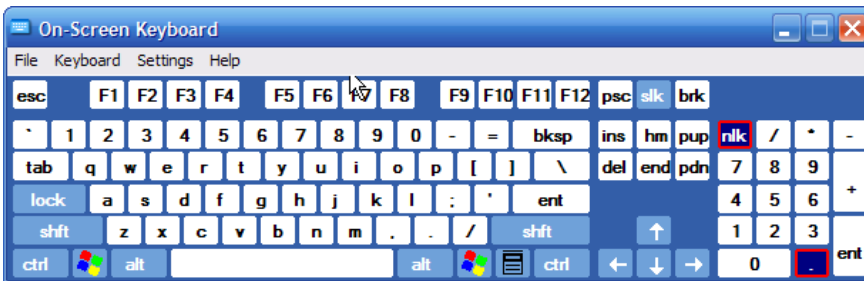 On-Screen Keyboard
File Keyboard Settings Help
esc F1 F2 F3 F4 F5 F6 F7 F8 F9 F10 F11 F12 psc slk brk
` 1 2 3 4 5 6 7 8 9 0 - = bksp ins hm pup nlk / * -
tab q w e r t y u i o p [ ] \ del end pdn 7 8 9 +
lock a s d f g h j k l ; ' ent 4 5 6
shft z x c v b n m , . / shft ↑ 1 2 3 ent
ctrl alt alt ctrl ← ↓ → 0 .